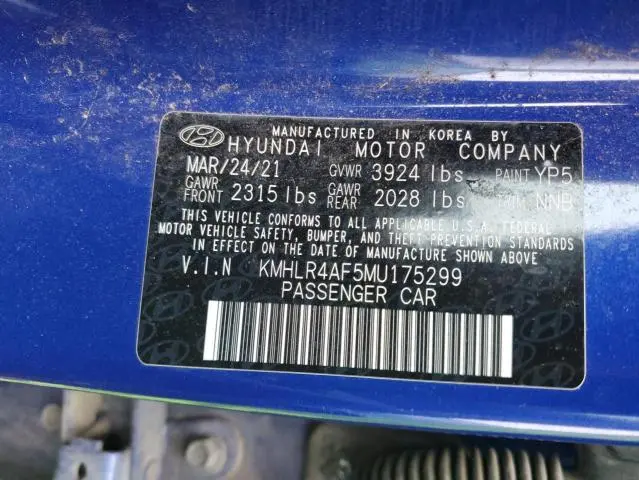 MANUFACTURED IN KOREA BY
HYUNDAI MOTOR COMPANY
MAR/24/21 GVWR 3924 lbs PAINT YP5
GAWR FRONT 2315 lbs GAWR REAR 2028 lbs TRIM NNB
THIS VEHICLE CONFORMS TO ALL APPLICABLE U.S.A. FEDERAL
MOTOR VEHICLE SAFETY, BUMPER, AND THEFT PREVENTION STANDARDS
IN EFFECT ON THE DATE OF MANUFACTURE SHOWN ABOVE
V.I.N KMHLR4AF5MU175299
PASSENGER CAR